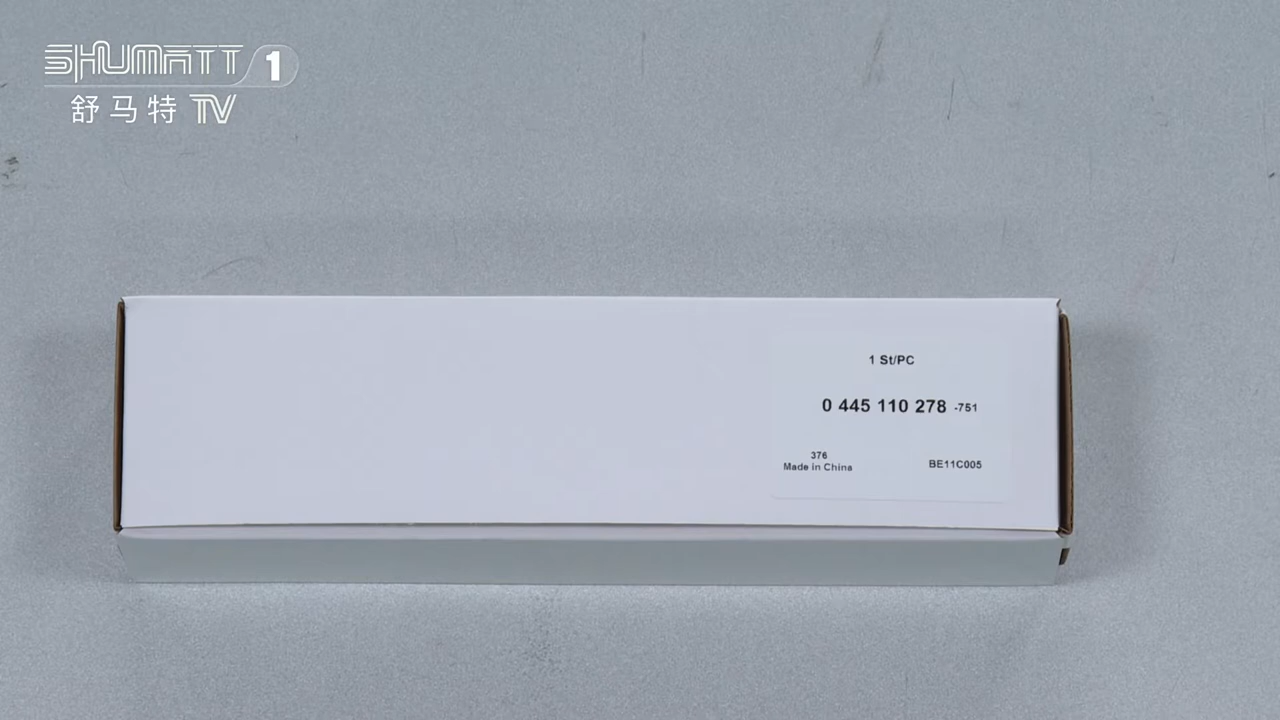 SHUMATT 1
舒马特 TV
1 St/PC
0 445 110 278 -751
376
Made in China
BE11C005